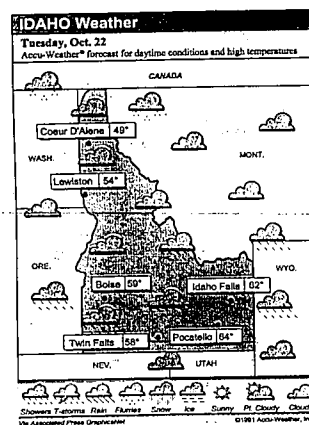 IDAHO Weather
Tuesday, Oct. 22
Accu-Weather® forecast for daytime conditions and high temperatures
CANADA
Coeur D'Alene 49°
WASH.
MONT.
Lewiston 54°
ORE.
WYO.
Boise 59°
Idaho Falls 62°
Twin Falls 58°
Pocatello 64°
NEV.
UTAH
Showers T-storms Rain Flurries Snow Ice Sunny Pt. Cloudy Cloudy
Via Associated Press GraphicsNet
©1991 Accu-Weather, Inc